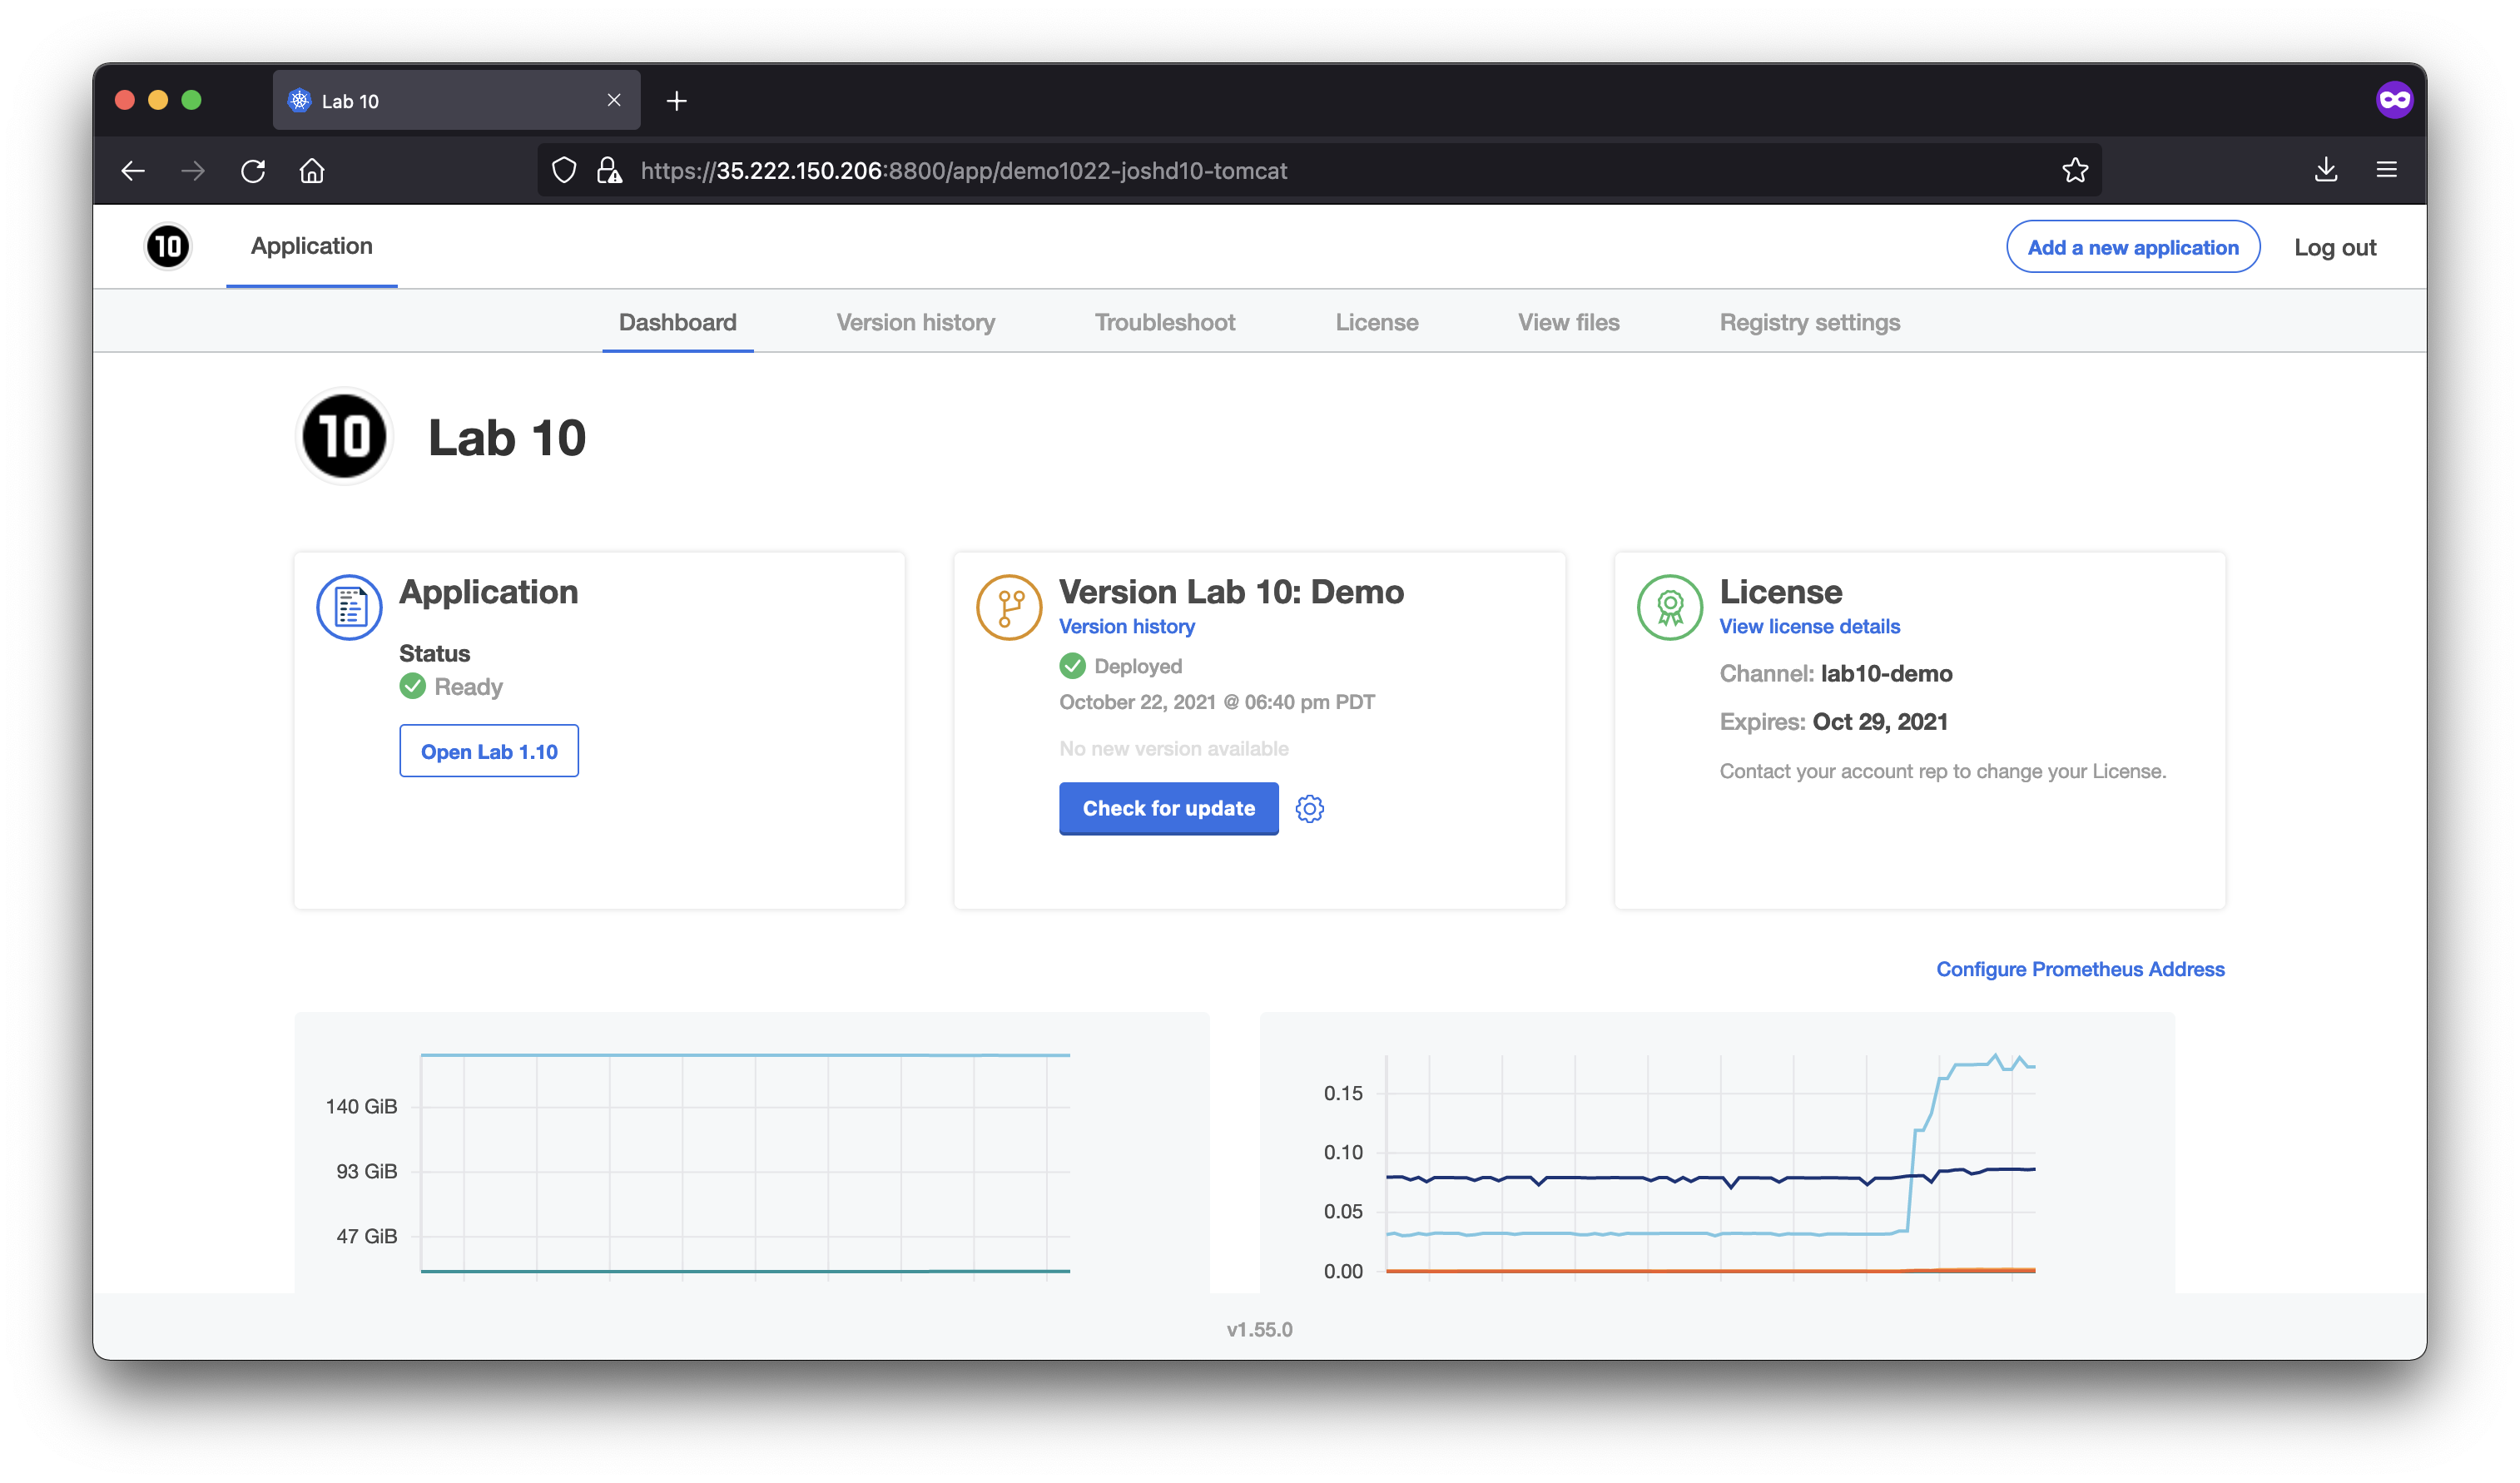 Lab 10
https://35.222.150.206:8800/app/demo1022-joshd10-tomcat
10
Application
Add a new application
Log out
Dashboard
Version history
Troubleshoot
License
View files
Registry settings
10
Lab 10
Application
Status
Ready
Open Lab 1.10
Version Lab 10: Demo
Version history
Deployed
October 22, 2021 @ 06:40 pm PDT
No new version available
Check for update
License
View license details
Channel: lab10-demo
Expires: Oct 29, 2021
Contact your account rep to change your License.
Configure Prometheus Address
140 GiB
93 GiB
47 GiB
0.15
0.10
0.05
0.00
v1.55.0